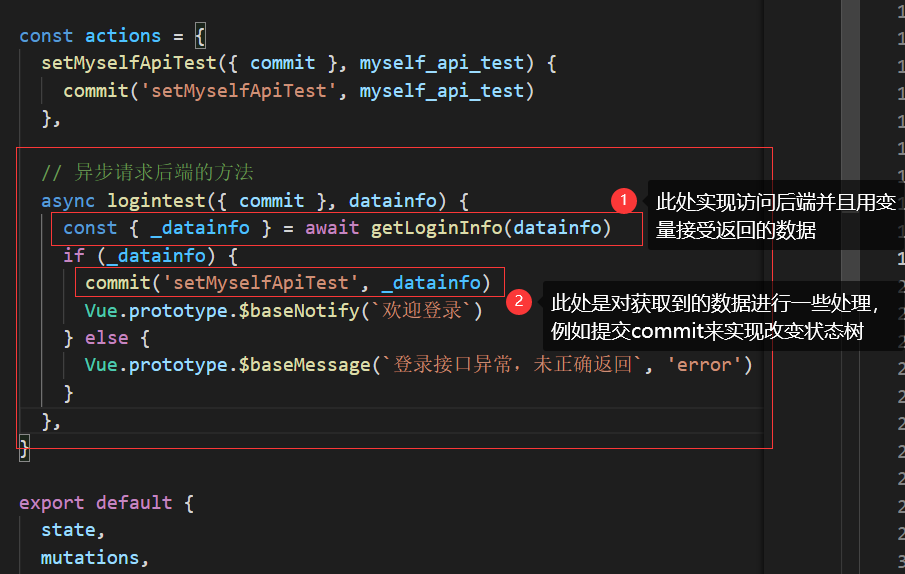 const actions = {
setMyselfApiTest({ commit }, myself_api_test) {
commit('setMyselfApiTest', myself_api_test)
},
// 异步请求后端的方法
async logintest({ commit }, datainfo) {
const { _datainfo } = await getLoginInfo(datainfo)
1
此处实现访问后端并且用变
量接受返回的数据
if (_datainfo) {
commit('setMyselfApiTest', _datainfo)
2
此处是对获取到的数据进行一些处理，
例如提交commit来实现改变状态树
Vue.prototype.$baseNotify(`欢迎登录`)
} else {
Vue.prototype.$baseMessage(`登录接口异常，未正确返回`, 'error')
}
},
}
export default {
state,
mutations,